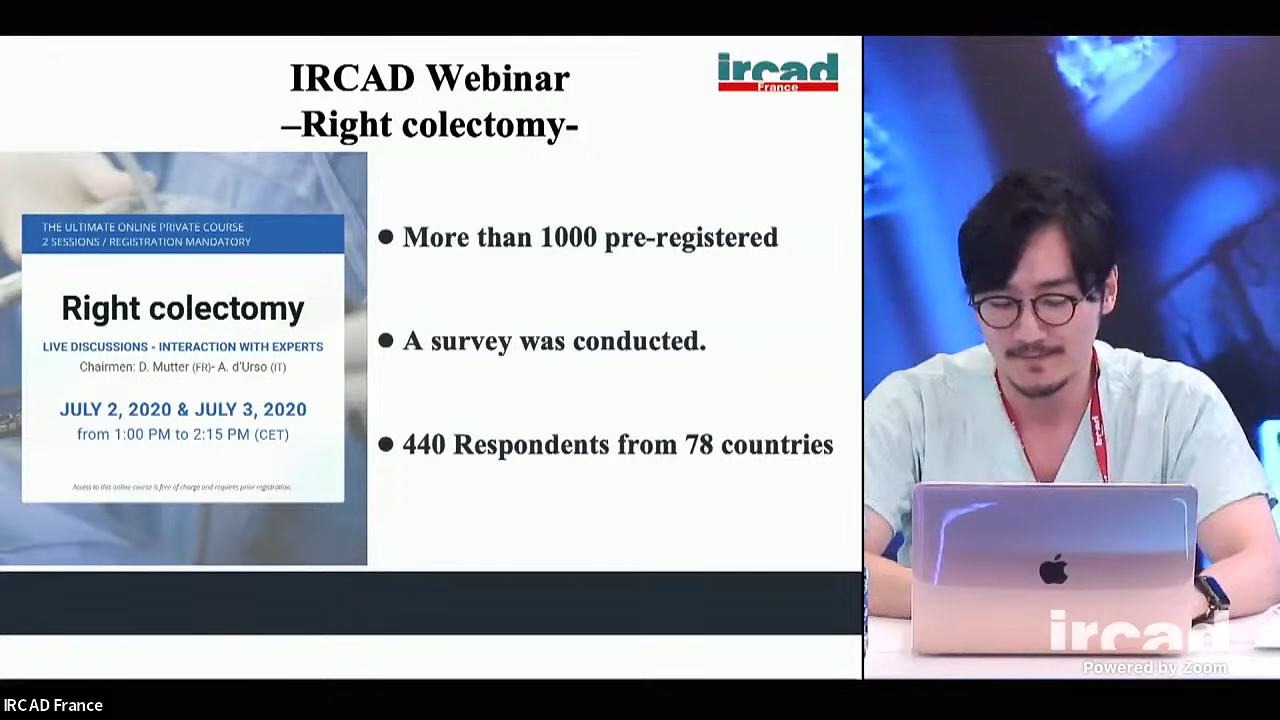 IRCAD Webinar
–Right colectomy-
ircad
France
THE ULTIMATE ONLINE PRIVATE COURSE
2 SESSIONS / REGISTRATION MANDATORY
Right colectomy
LIVE DISCUSSIONS - INTERACTION WITH EXPERTS
Chairmen: D. Mutter (FR)- A. d'Urso (IT)
JULY 2, 2020 & JULY 3, 2020
from 1:00 PM to 2:15 PM (CET)
Access to this online course is free of charge and requires prior registration.
● More than 1000 pre-registered
● A survey was conducted.
● 440 Respondents from 78 countries
ircad
ircad
Powered by Zoom
IRCAD France